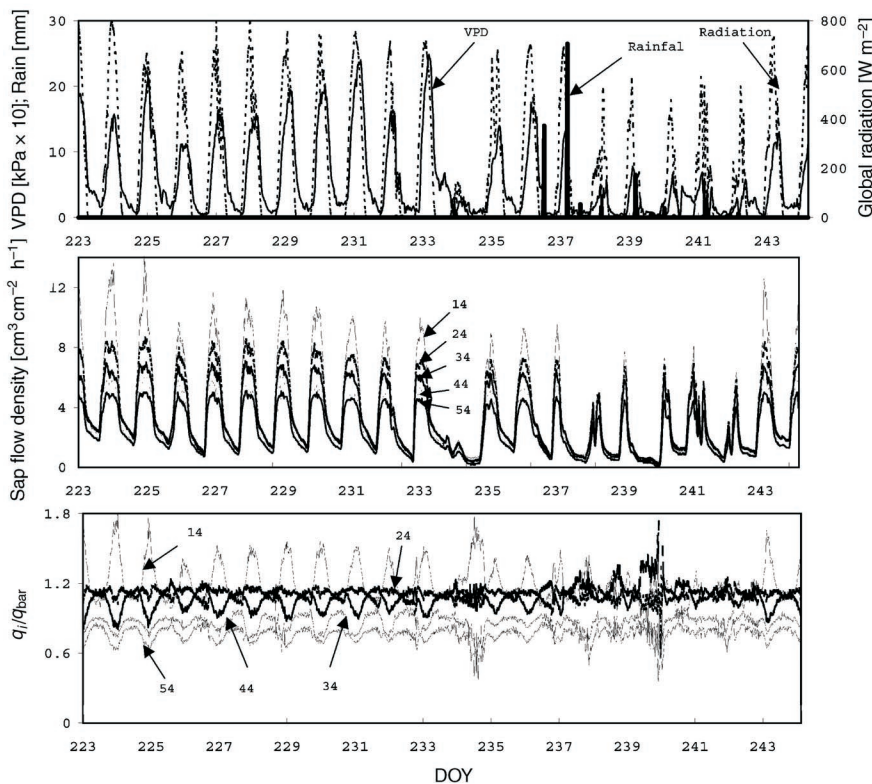 VPD [kPa × 10]; Rain [mm]
30
20
10
0
VPD
Rainfal
Radiation
800
600
400
200
0
Global radiation [W m⁻²]
223 225 227 229 231 233 235 237 239 241 243
Sap flow density [cm³ cm⁻² h⁻¹]
12
8
4
0
14
24
34
44
54
223 225 227 229 231 233 235 237 239 241 243
qᵢ/q_bar
1.8
1.2
0.6
0
14
24
54
44
34
223 225 227 229 231 233 235 237 239 241 243
DOY